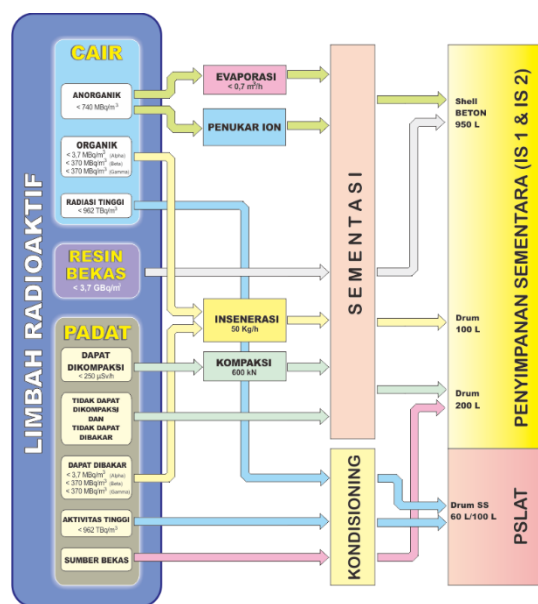 LIMBAH RADIOAKTIF
CAIR
ANORGANIK
< 740 MBq/m³
ORGANIK
< 3.7 MBq/m³ (Alpha)
< 370 MBq/m³ (Beta)
< 370 MBq/m³ (Gamma)
RADIASI TINGGI
< 962 TBq/m³
RESIN
BEKAS
< 3,7 GBq/m³
PADAT
DAPAT
DIKOMPAKSI
< 250 µSv/h
TIDAK DAPAT
DIKOMPAKSI
DAN
TIDAK DAPAT
DIBAKAR
DAPAT DIBAKAR
< 3.7 MBq/m³ (Alpha)
< 370 MBq/m³ (Beta)
< 370 MBq/m³ (Gamma)
AKTIVITAS TINGGI
< 962 TBq/m³
SUMBER BEKAS
EVAPORASI
< 0,7 m³/h
PENUKAR ION
INSENERASI
50 Kg/h
KOMPAKSI
600 kN
SEMENTASI
KONDISIONING
Shell
BETON
950 L
Drum
100 L
Drum
200 L
Drum SS
60 L/100 L
PENYIMPANAN SEMENTARA (IS 1 & IS 2)
PSLAT